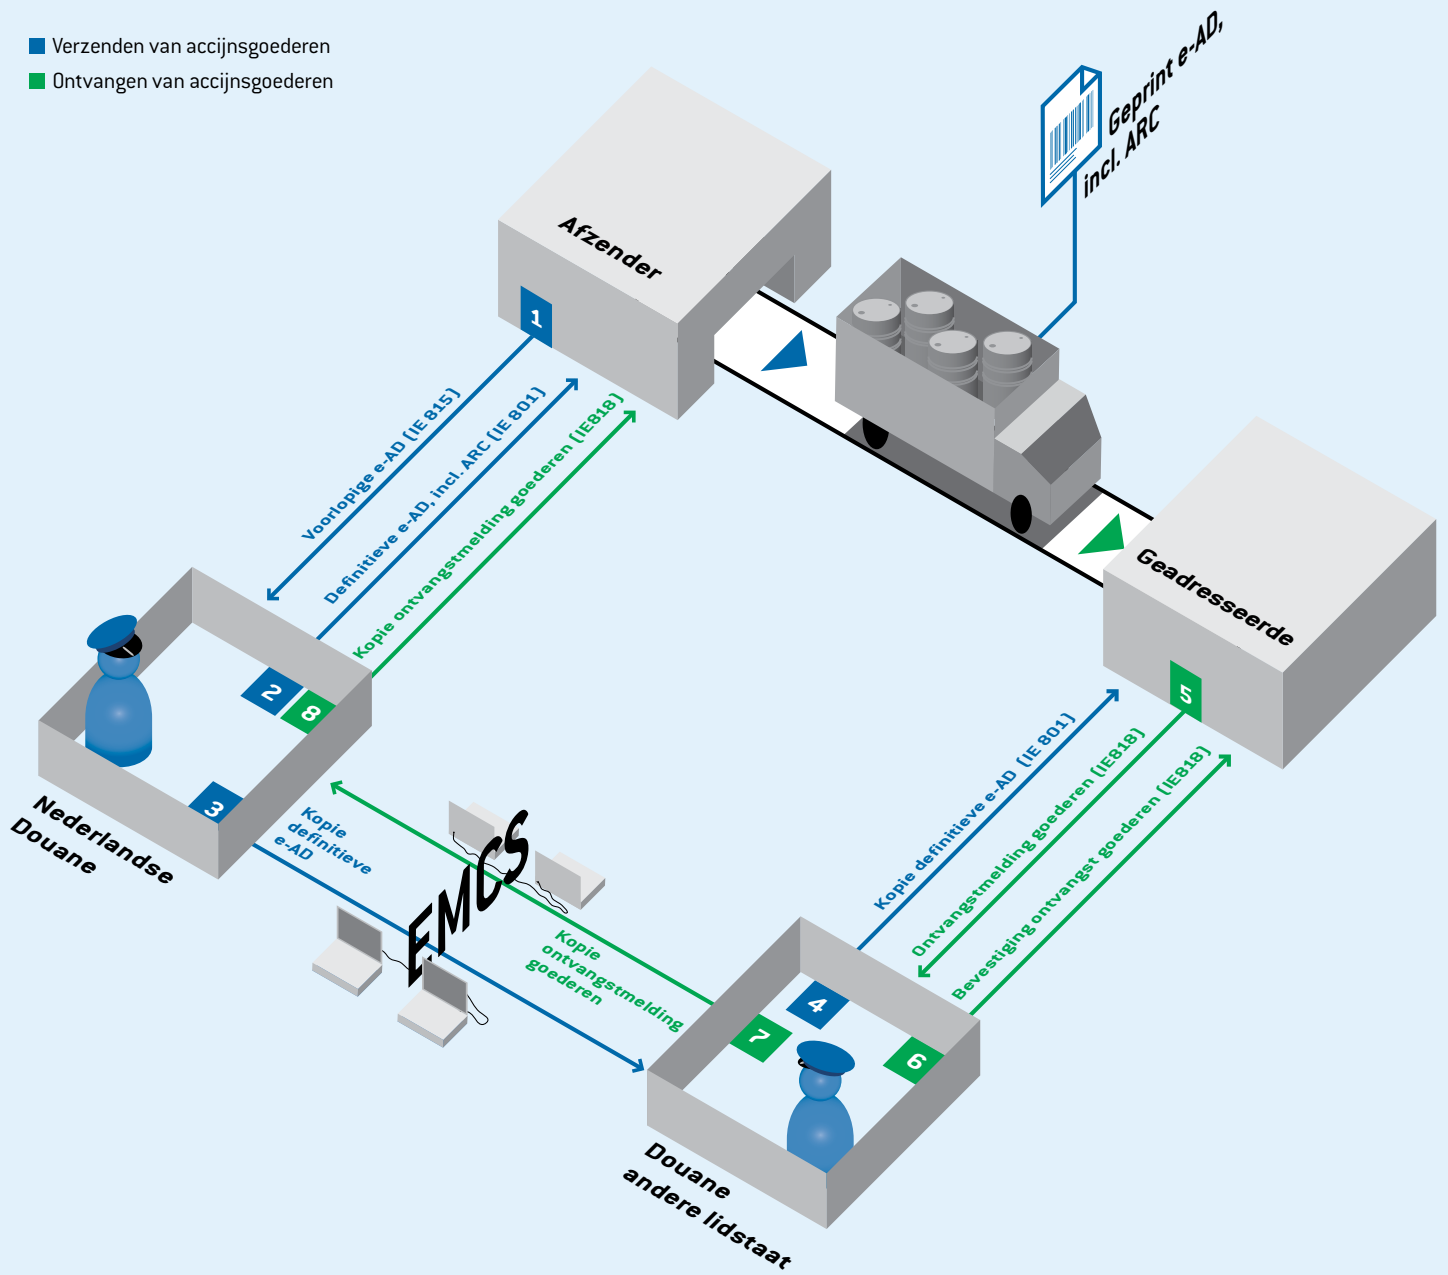 Verzenden van accijnsgoederen
Ontvangen van accijnsgoederen
Geprint e-AD,
incl. ARC
Afzender
1
Voorlopige e-AD (IE 815)
Definitieve e-AD, incl. ARC (IE 801)
Kopie ontvangstmelding goederen (IE818)
Geadresseerde
5
2
8
3
Nederlandse
Douane
Kopie
definitieve
e-AD
EMCS
Kopie
ontvangstmelding
goederen
Kopie definitieve e-AD (IE 801)
Ontvangstmelding goederen (IE818)
Bevestiging ontvangst goederen (IE818)
4
7
6
Douane
andere lidstaat